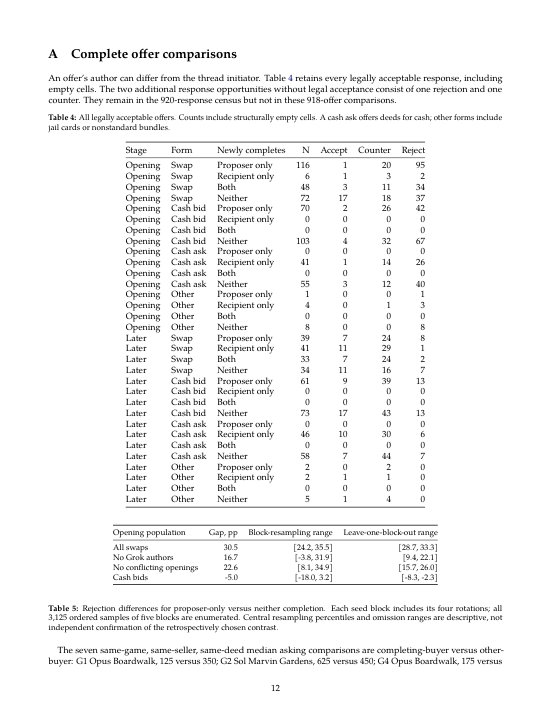 A Complete offer comparisons
An offer's author can differ from the thread initiator. Table 4 retains every legally acceptable response, including
empty cells. The two additional response opportunities without legal acceptance consist of one rejection and one
counter. They remain in the 920-response census but not in these 918-offer comparisons.
Table 4: All legally acceptable offers. Counts include structurally empty cells. A cash ask offers deeds for cash; other forms include
jail cards or nonstandard bundles.
Stage Form Newly completes N Accept Counter Reject
Opening Swap Proposer only 116 1 20 95
Opening Swap Recipient only 6 1 3 2
Opening Swap Both 48 3 11 34
Opening Swap Neither 72 17 18 37
Opening Cash bid Proposer only 70 2 26 42
Opening Cash bid Recipient only 0 0 0 0
Opening Cash bid Both 0 0 0 0
Opening Cash bid Neither 103 4 32 67
Opening Cash ask Proposer only 0 0 0 0
Opening Cash ask Recipient only 41 1 14 26
Opening Cash ask Both 0 0 0 0
Opening Cash ask Neither 55 3 12 40
Opening Other Proposer only 1 0 0 1
Opening Other Recipient only 4 0 1 3
Opening Other Both 0 0 0 0
Opening Other Neither 8 0 0 8
Later Swap Proposer only 39 7 24 8
Later Swap Recipient only 41 11 29 1
Later Swap Both 33 7 24 2
Later Swap Neither 34 11 16 7
Later Cash bid Proposer only 61 9 39 13
Later Cash bid Recipient only 0 0 0 0
Later Cash bid Both 0 0 0 0
Later Cash bid Neither 73 17 43 13
Later Cash ask Proposer only 0 0 0 0
Later Cash ask Recipient only 46 10 30 6
Later Cash ask Both 0 0 0 0
Later Cash ask Neither 58 7 44 7
Later Other Proposer only 2 0 2 0
Later Other Recipient only 2 1 1 0
Later Other Both 0 0 0 0
Later Other Neither 5 1 4 0
Opening population Gap, pp Block-resampling range Leave-one-block-out range
All swaps 30.5 [24.2, 35.5] [28.7, 33.3]
No Grok authors 16.7 [-3.8, 31.9] [9.4, 22.1]
No conflicting openings 22.6 [8.1, 34.9] [15.7, 26.0]
Cash bids -5.0 [-18.0, 3.2] [-8.3, -2.3]
Table 5: Rejection differences for proposer-only versus neither completion. Each seed block includes its four rotations; all
3,125 ordered samples of five blocks are enumerated. Central resampling percentiles and omission ranges are descriptive, not
independent confirmation of the retrospectively chosen contrast.
The seven same-game, same-seller, same-deed median asking comparisons are completing-buyer versus other-
buyer: G1 Opus Boardwalk, 125 versus 350; G2 Sol Marvin Gardens, 625 versus 450; G4 Opus Boardwalk, 175 versus
12